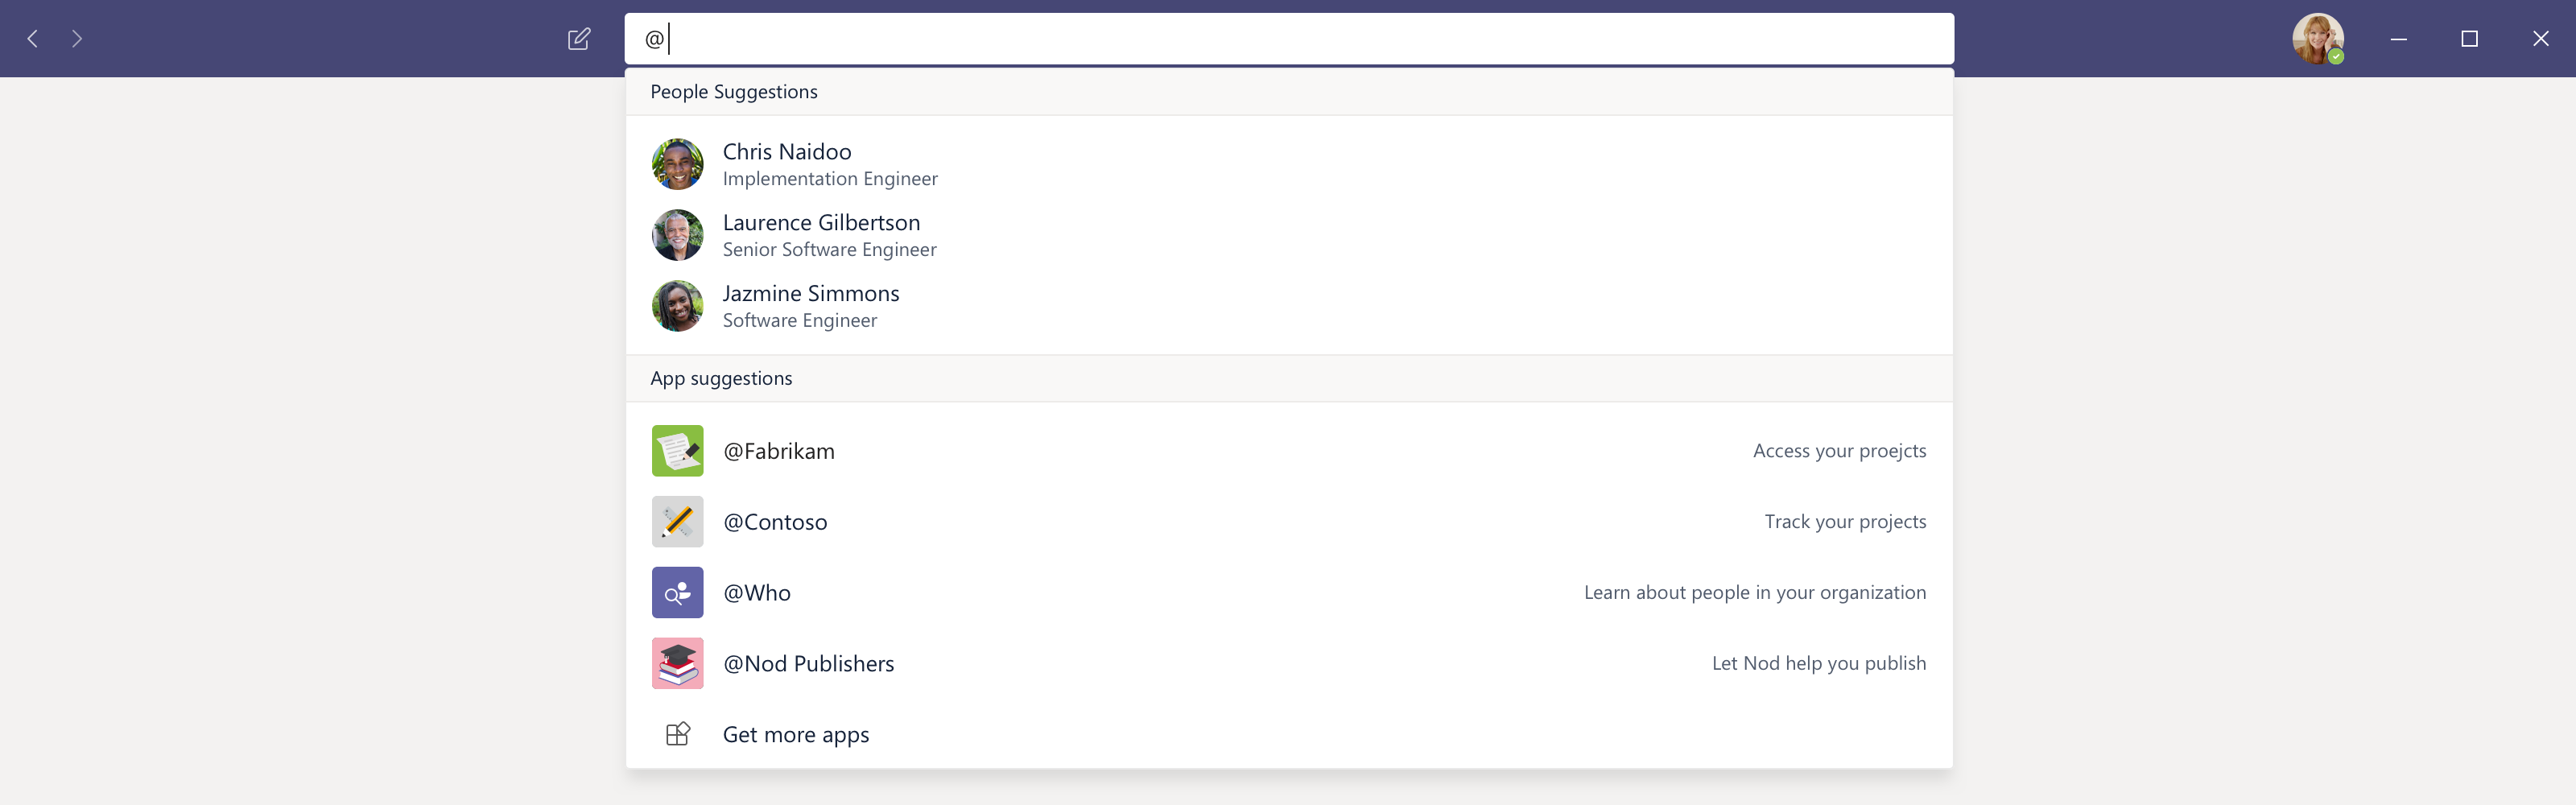 @
People Suggestions
Chris Naidoo
Implementation Engineer
Laurence Gilbertson
Senior Software Engineer
Jazmine Simmons
Software Engineer
App suggestions
@Fabrikam Access your proejcts
@Contoso Track your projects
@Who Learn about people in your organization
@Nod Publishers Let Nod help you publish
Get more apps